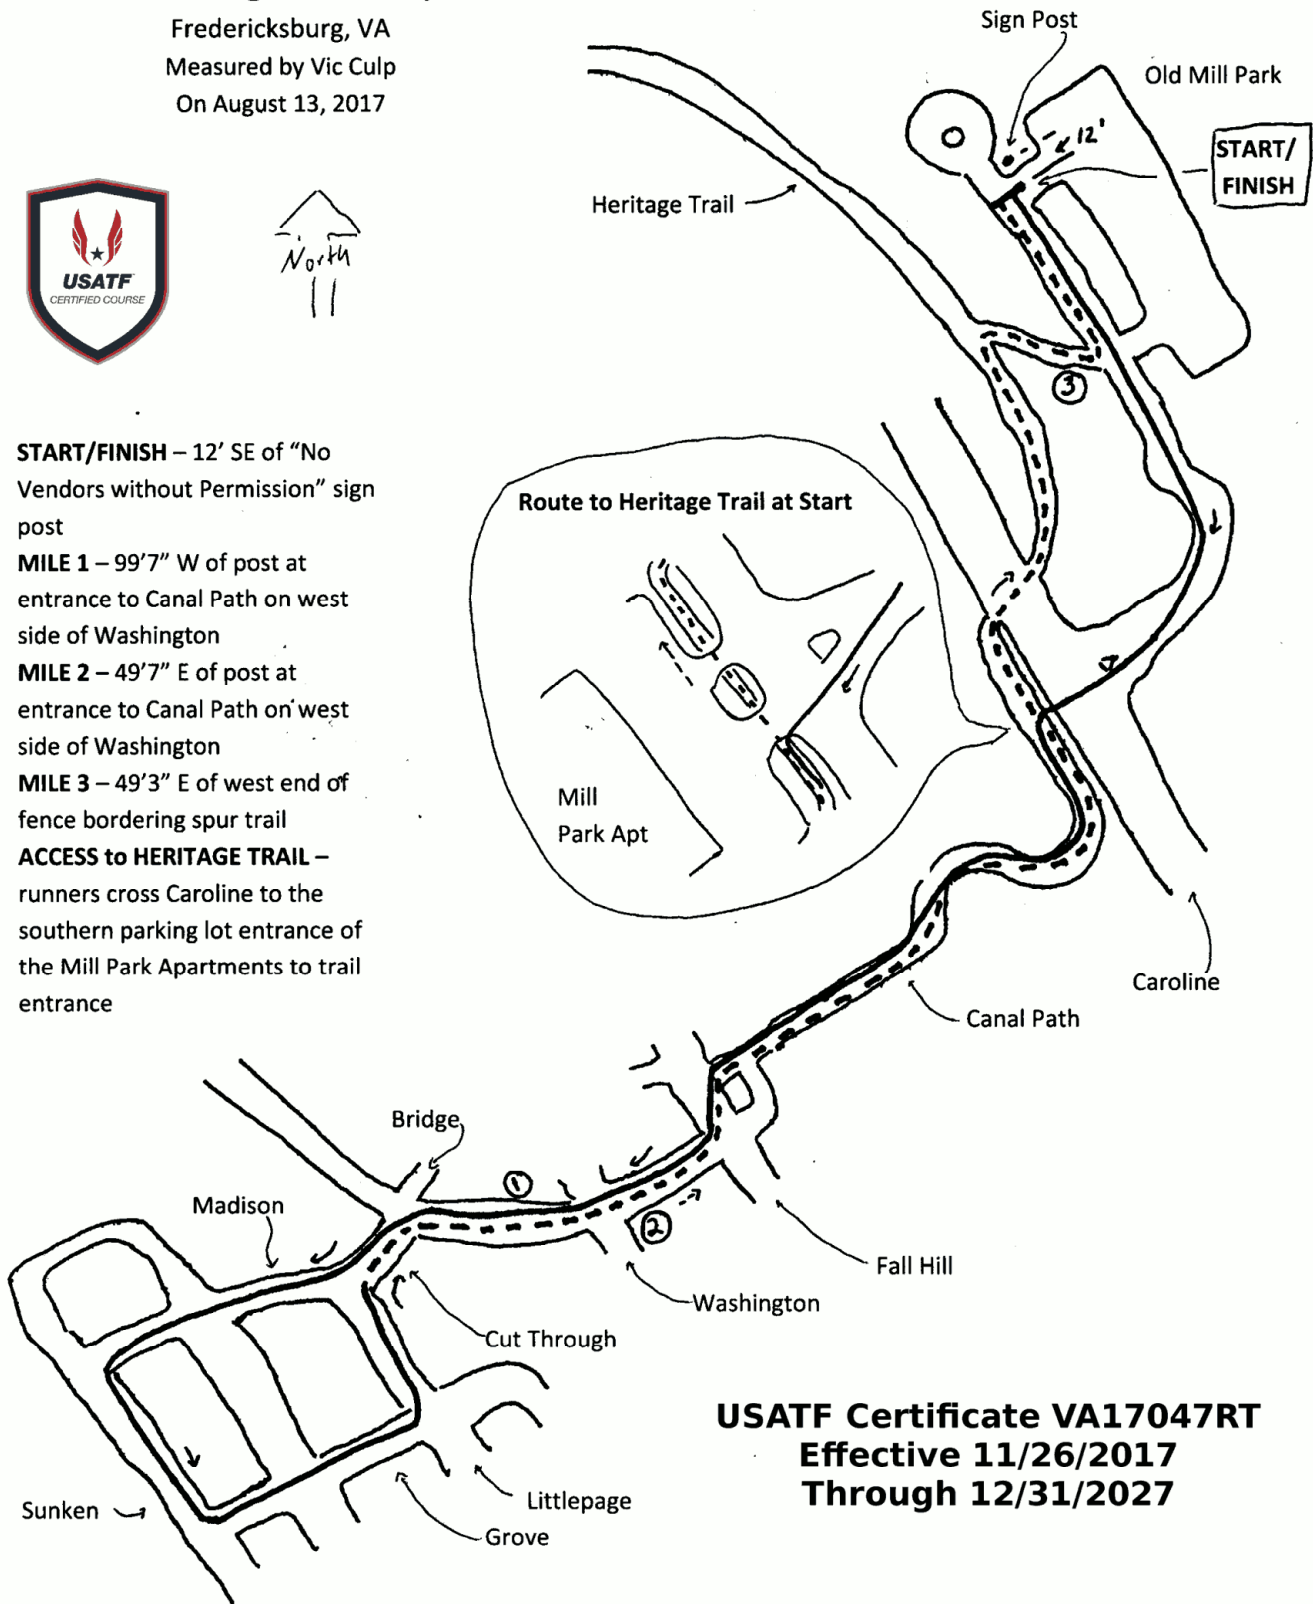 Fredericksburg, VA
Measured by Vic Culp
On August 13, 2017
Sign Post
Old Mill Park
12'
START/
FINISH
Heritage Trail
North
USATF
CERTIFIED COURSE
3
START/FINISH – 12' SE of “No
Vendors without Permission” sign
post
MILE 1 – 99'7” W of post at
entrance to Canal Path on west
side of Washington
MILE 2 – 49'7” E of post at
entrance to Canal Path on west
side of Washington
MILE 3 – 49'3” E of west end of
fence bordering spur trail
ACCESS to HERITAGE TRAIL –
runners cross Caroline to the
southern parking lot entrance of
the Mill Park Apartments to trail
entrance
Route to Heritage Trail at Start
Mill
Park Apt
Caroline
Canal Path
Bridge
1
Madison
2
Fall Hill
Washington
Cut Through
Littlepage
Sunken
Grove
USATF Certificate VA17047RT
Effective 11/26/2017
Through 12/31/2027